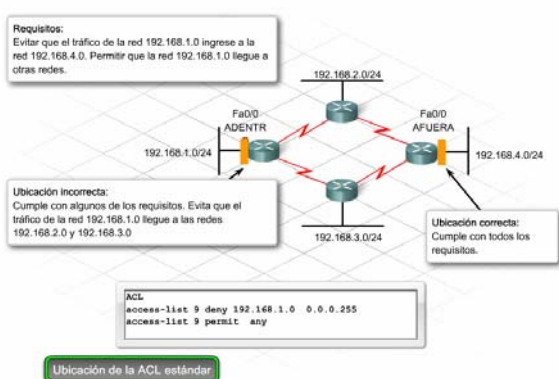 Requisitos:
Evitar que el tráfico de la red 192.168.1.0 ingrese a la
red 192.168.4.0. Permitir que la red 192.168.1.0 llegue a
otras redes.
192.168.2.0/24
Fa0/0
ADENTR
Fa0/0
AFUERA
192.168.1.0/24
192.168.4.0/24
Ubicación incorrecta:
Cumple con algunos de los requisitos. Evita que el
tráfico de la red 192.168.1.0 llegue a las redes
192.168.2.0 y 192.168.3.0
192.168.3.0/24
Ubicación correcta:
Cumple con todos los
requisitos.
ACL
access-list 9 deny 192.168.1.0 0.0.0.255
access-list 9 permit any
Ubicación de la ACL estándar